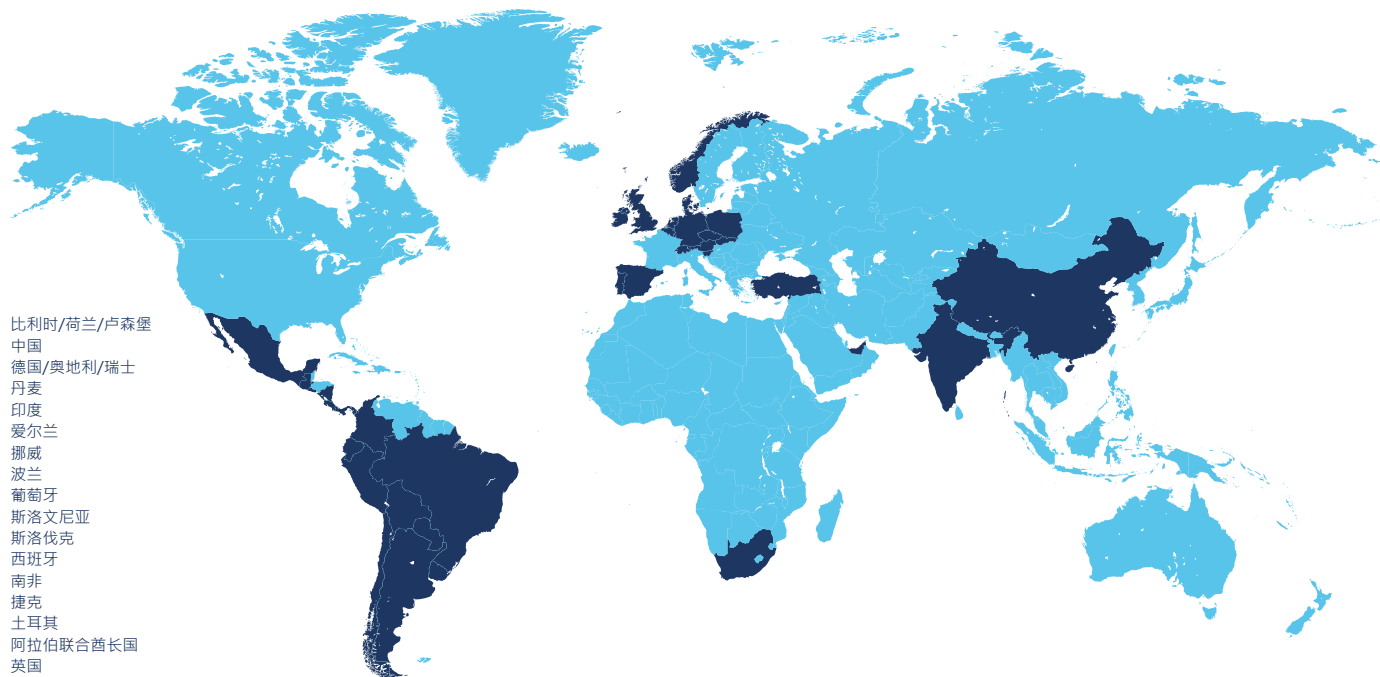 比利时/荷兰/卢森堡
中国
德国/奥地利/瑞士
丹麦
印度
爱尔兰
挪威
波兰
葡萄牙
斯洛文尼亚
斯洛伐克
西班牙
南非
捷克
土耳其
阿拉伯联合酋长国
英国